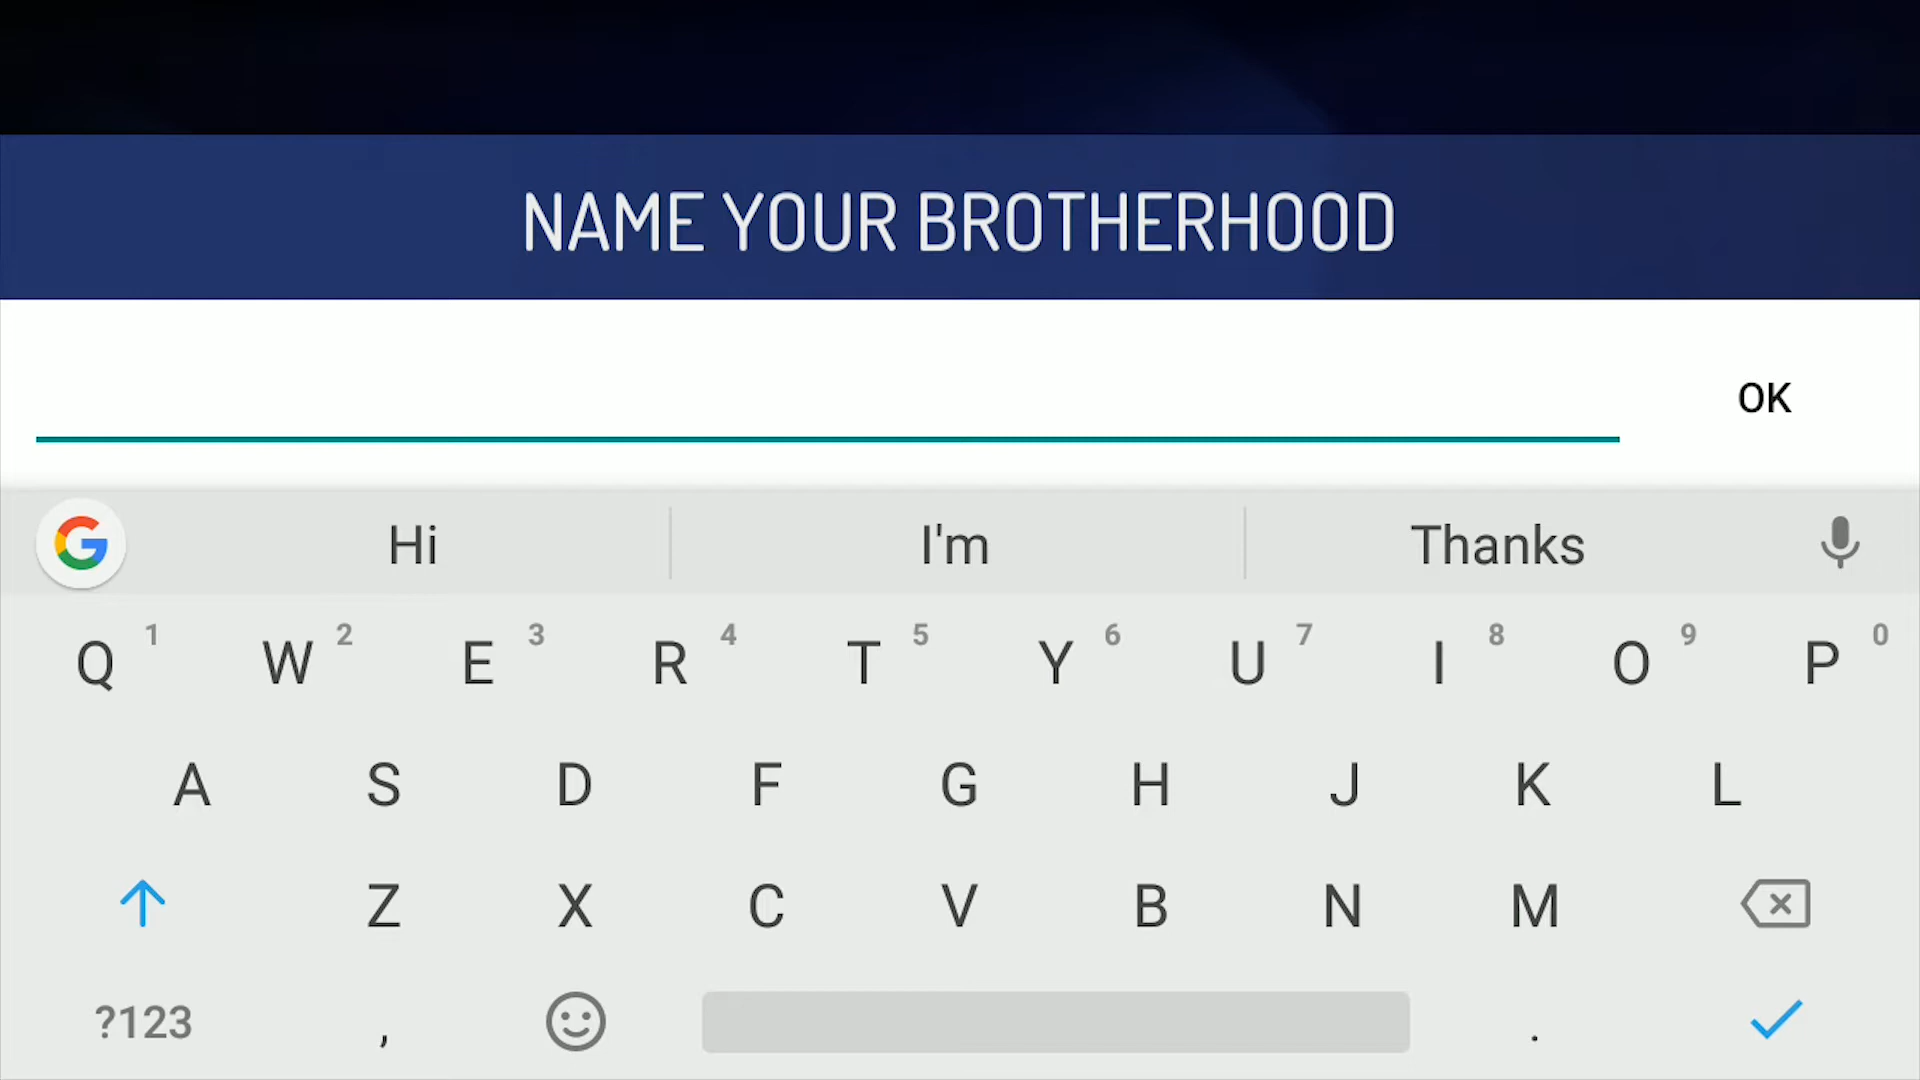 NAME YOUR BROTHERHOOD
OK
Hi I'm Thanks
Q 1 W 2 E 3 R 4 T 5 Y 6 U 7 I 8 O 9 P 0
A S D F G H J K L
Z X C V B N M
?123 , .